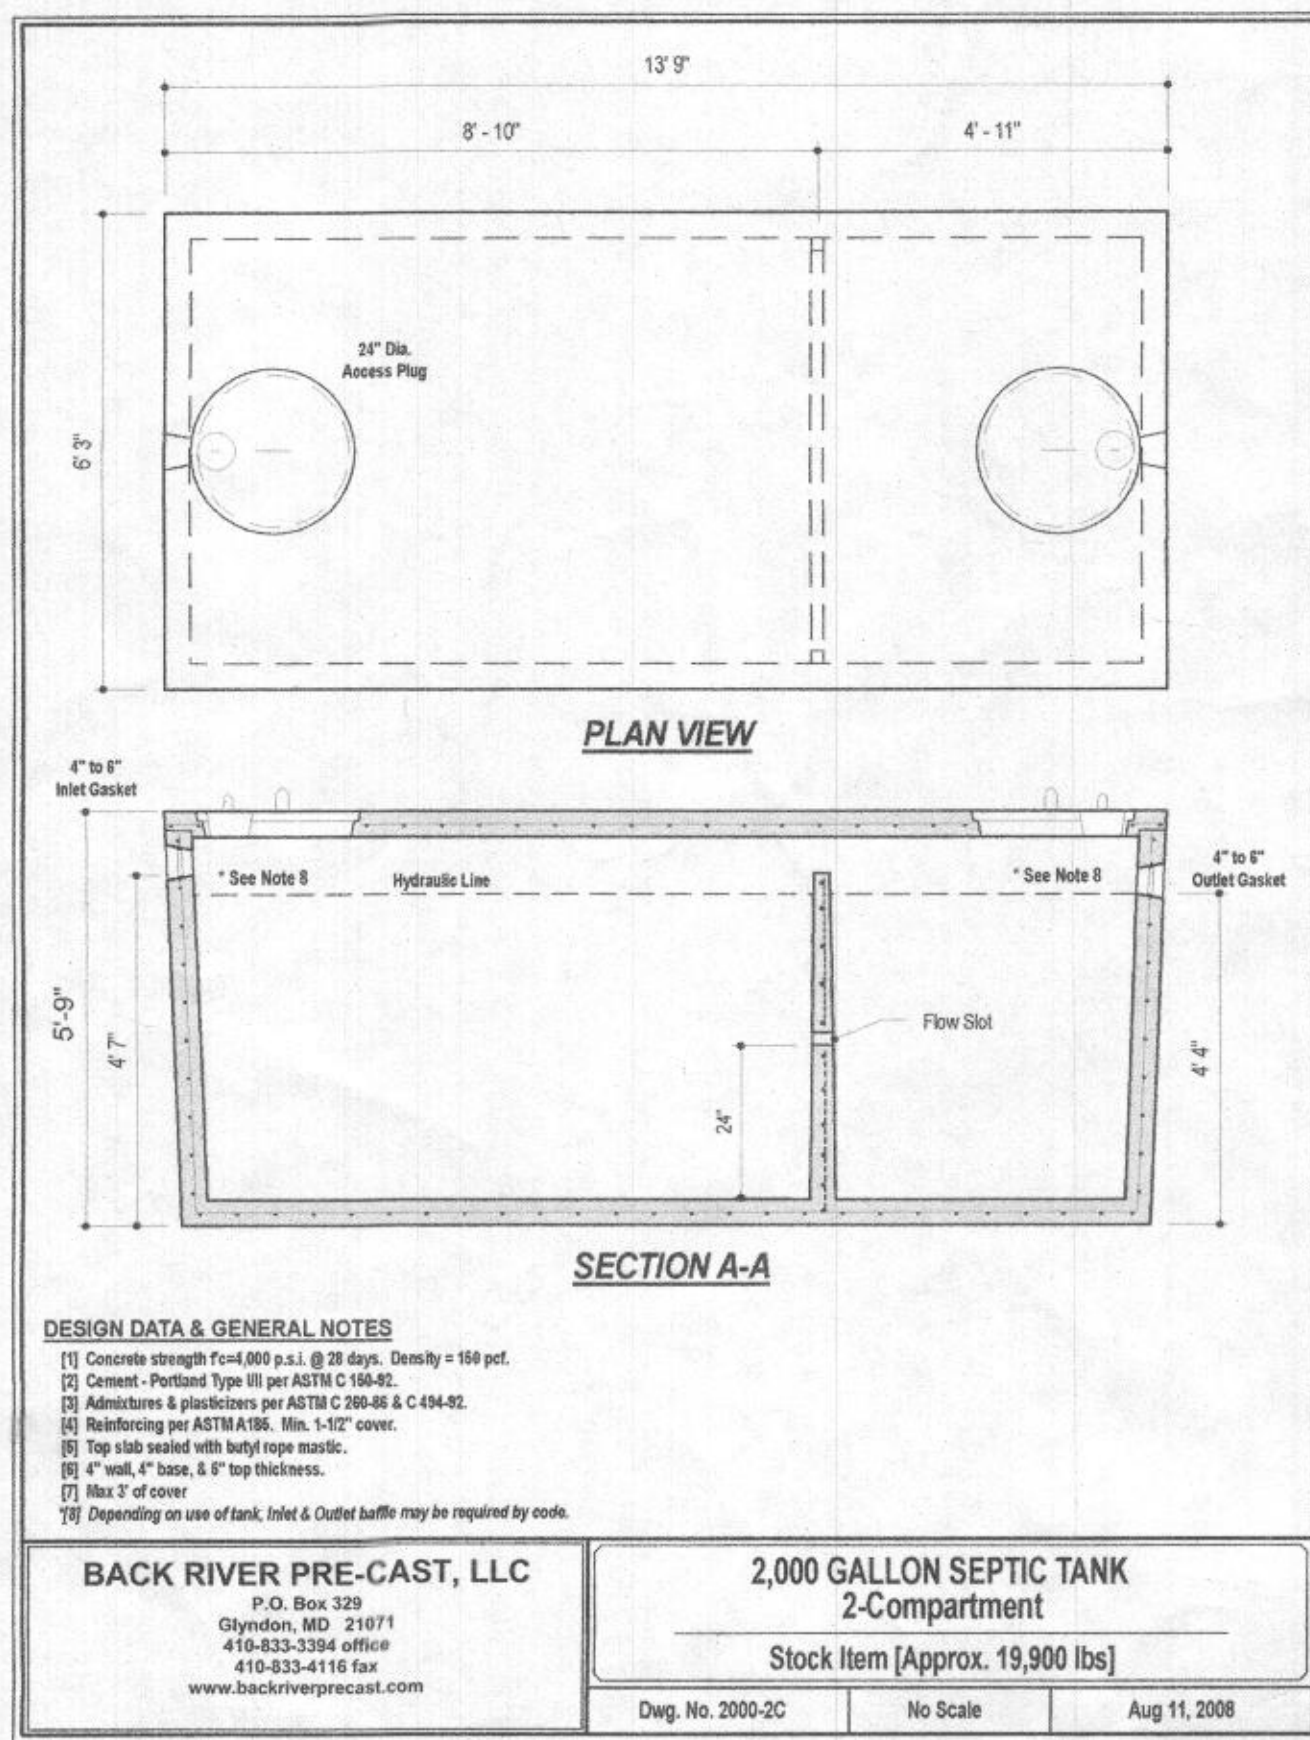 13' 9"
8' - 10"
4' - 11"
24" Dia.
Access Plug
6' 3"
PLAN VIEW
4" to 6"
Inlet Gasket
* See Note 8
Hydraulic Line
* See Note 8
4" to 6"
Outlet Gasket
5'-9"
4' 7"
24"
Flow Slot
4' 4"
SECTION A-A
DESIGN DATA & GENERAL NOTES
[1] Concrete strength f'c=4,000 p.s.i. @ 28 days. Density = 150 pcf.
[2] Cement - Portland Type I/II per ASTM C 150-92.
[3] Admixtures & plasticizers per ASTM C 260-86 & C 494-92.
[4] Reinforcing per ASTM A185. Min. 1-1/2" cover.
[5] Top slab sealed with butyl rope mastic.
[6] 4" wall, 4" base, & 5" top thickness.
[7] Max 3' of cover
*[8] Depending on use of tank, Inlet & Outlet baffle may be required by code.
BACK RIVER PRE-CAST, LLC
P.O. Box 329
Glyndon, MD 21071
410-833-3394 office
410-833-4116 fax
www.backriverprecast.com
2,000 GALLON SEPTIC TANK
2-Compartment
Stock Item [Approx. 19,900 lbs]
Dwg. No. 2000-2C
No Scale
Aug 11, 2008